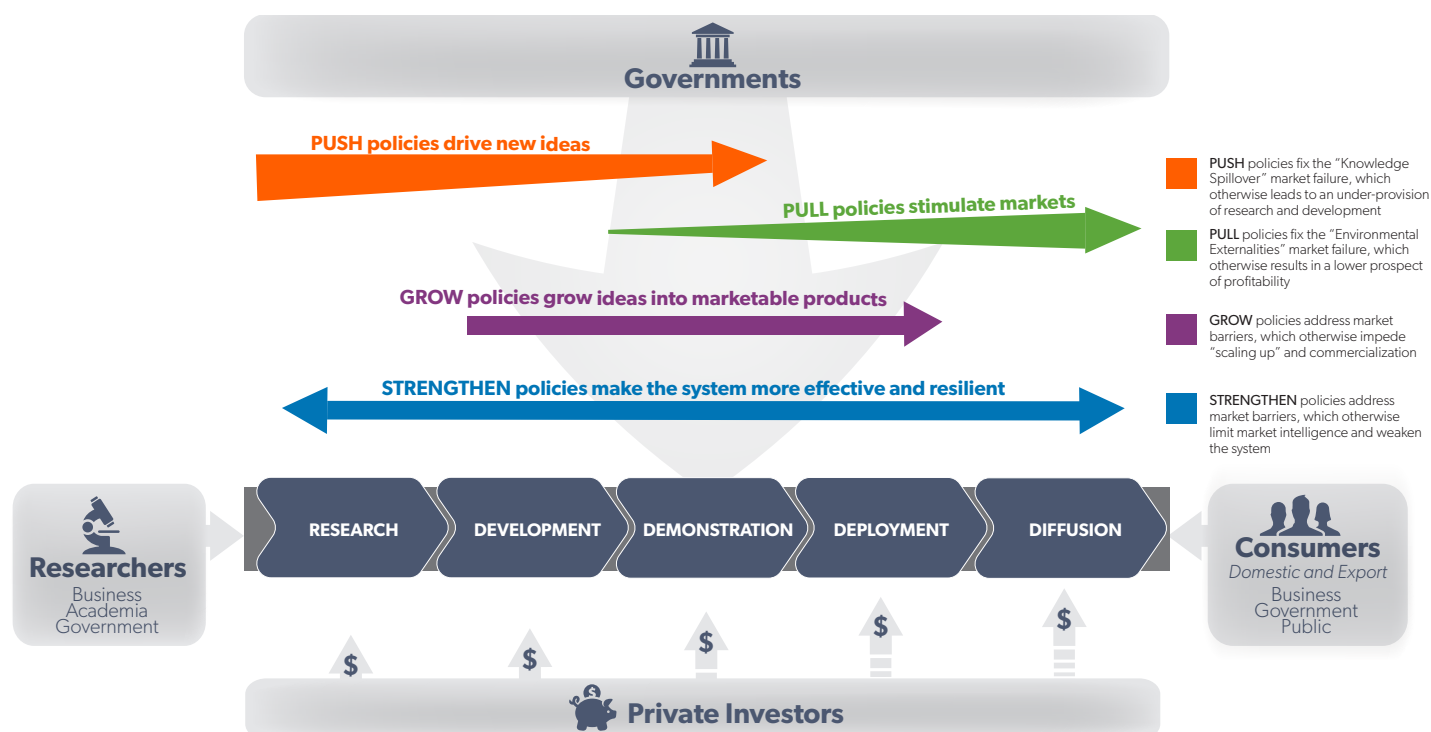 Governments
PUSH policies drive new ideas
PULL policies stimulate markets
GROW policies grow ideas into marketable products
STRENGTHEN policies make the system more effective and resilient
PUSH policies fix the “Knowledge
Spillover” market failure, which
otherwise leads to an under-provision
of research and development
PULL policies fix the “Environmental
Externalities” market failure, which
otherwise results in a lower prospect
of profitability
GROW policies address market
barriers, which otherwise impede
“scaling up” and commercialization
STRENGTHEN policies address
market barriers, which otherwise
limit market intelligence and weaken
the system
Researchers
Business
Academia
Government
RESEARCH
DEVELOPMENT
DEMONSTRATION
DEPLOYMENT
DIFFUSION
Consumers
Domestic and Export
Business
Government
Public
$
$
$
$
$
$
Private Investors